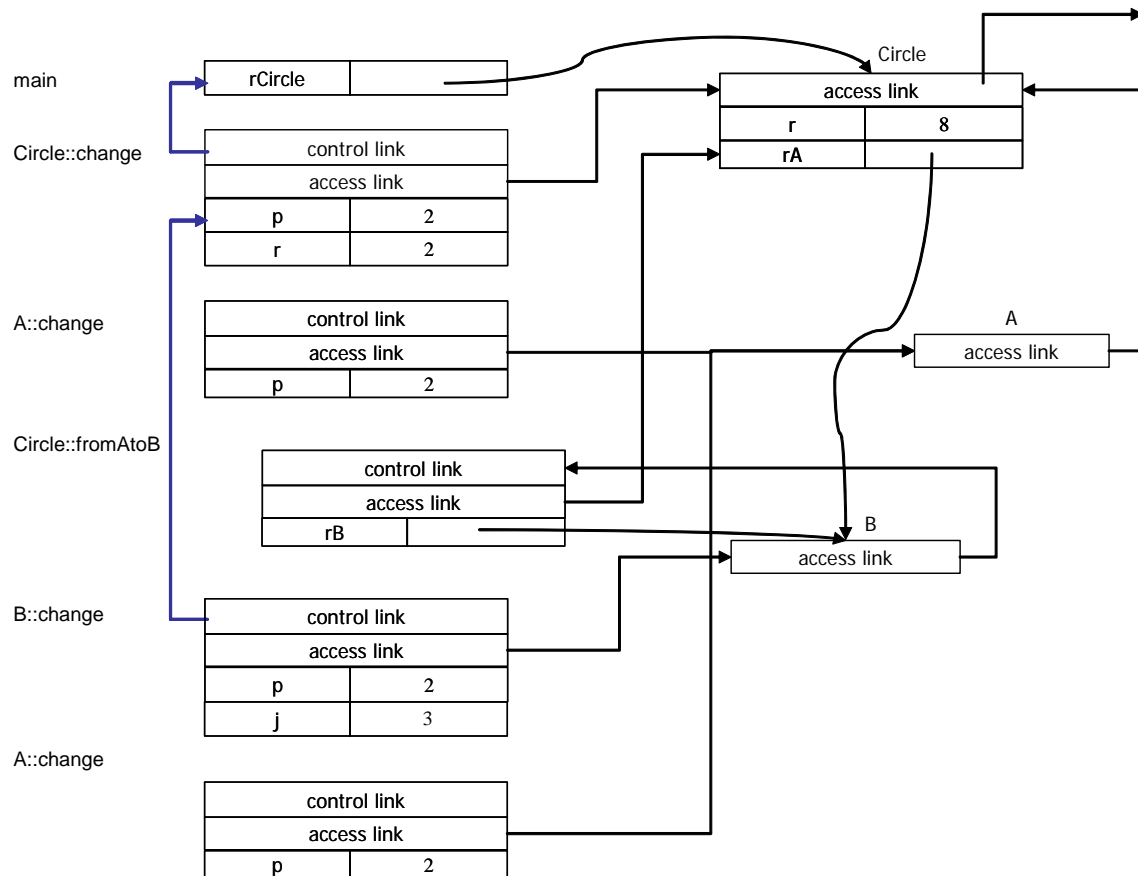 main
rCircle
Circle
access link
r 8
rA
Circle::change
control link
access link
p 2
r 2
A::change
control link
access link
p 2
A
access link
Circle::fromAtoB
control link
access link
rB
B
access link
B::change
control link
access link
p 2
j 3
A::change
control link
access link
p 2